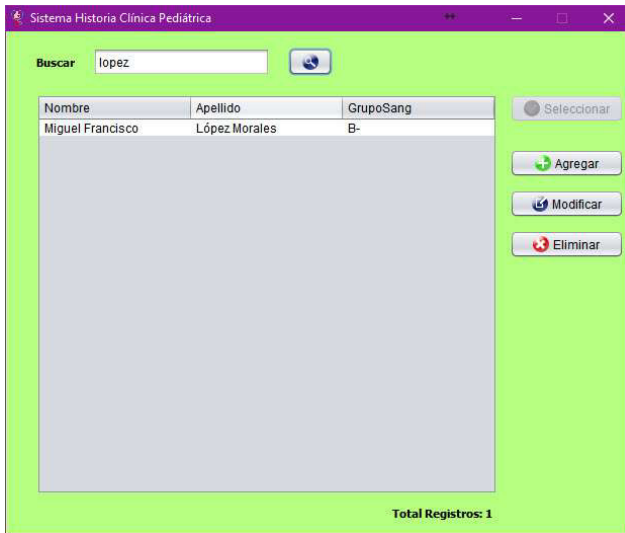 Sistema Historia Clínica Pediátrica
Buscar lopez
Nombre Apellido GrupoSang
Miguel Francisco López Morales B-
Seleccionar
Agregar
Modificar
Eliminar
Total Registros: 1